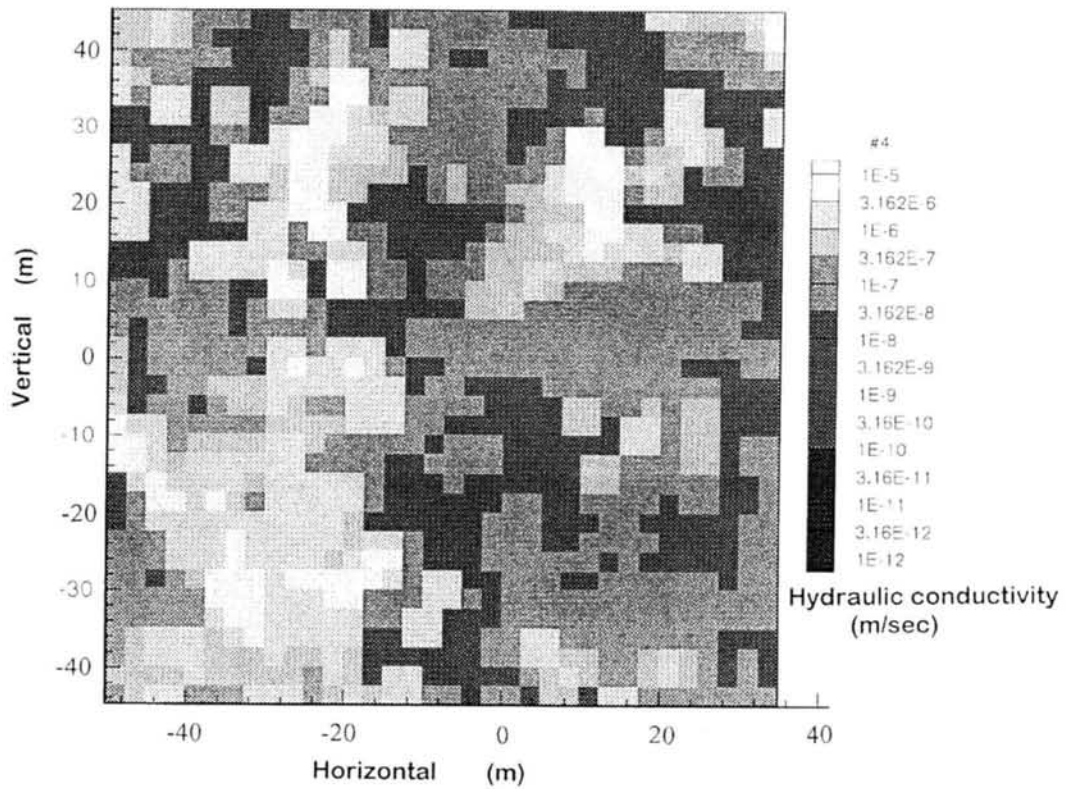 40
30
20
10
0
-10
-20
-30
-40
Vertical (m)
-40
-20
0
20
40
Horizontal (m)
#4
1E-5
3.162E-6
1E-6
3.162E-7
1E-7
3.162E-8
1E-8
3.162E-9
1E-9
3.16E-10
1E-10
3.16E-11
1E-11
3.16E-12
1E-12
Hydraulic conductivity
(m/sec)